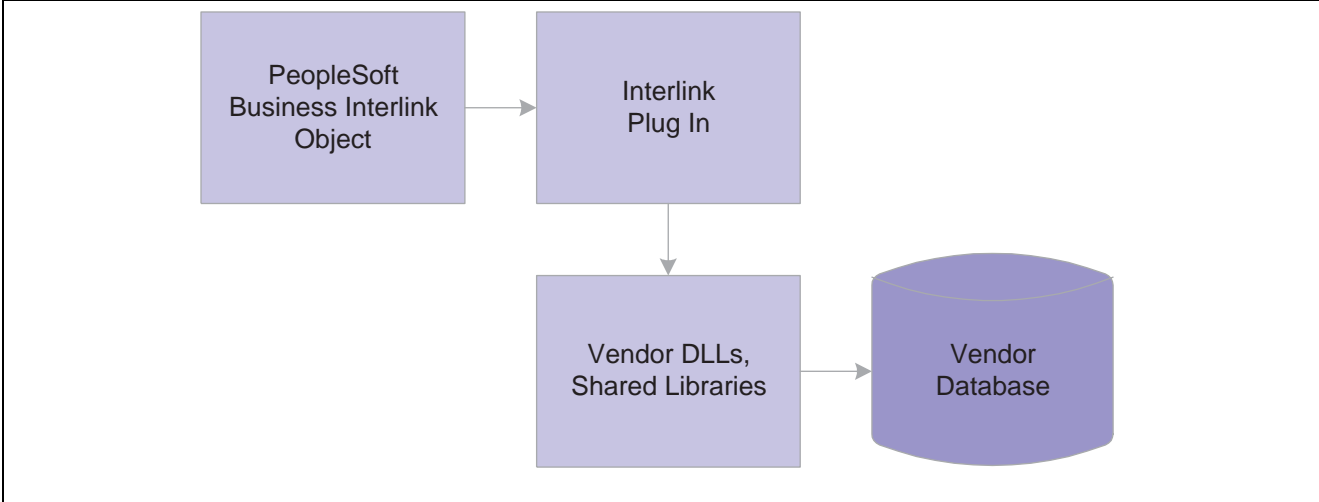 PeopleSoft
Business Interlink
Object
Interlink
Plug In
Vendor DLLs,
Shared Libraries
Vendor
Database